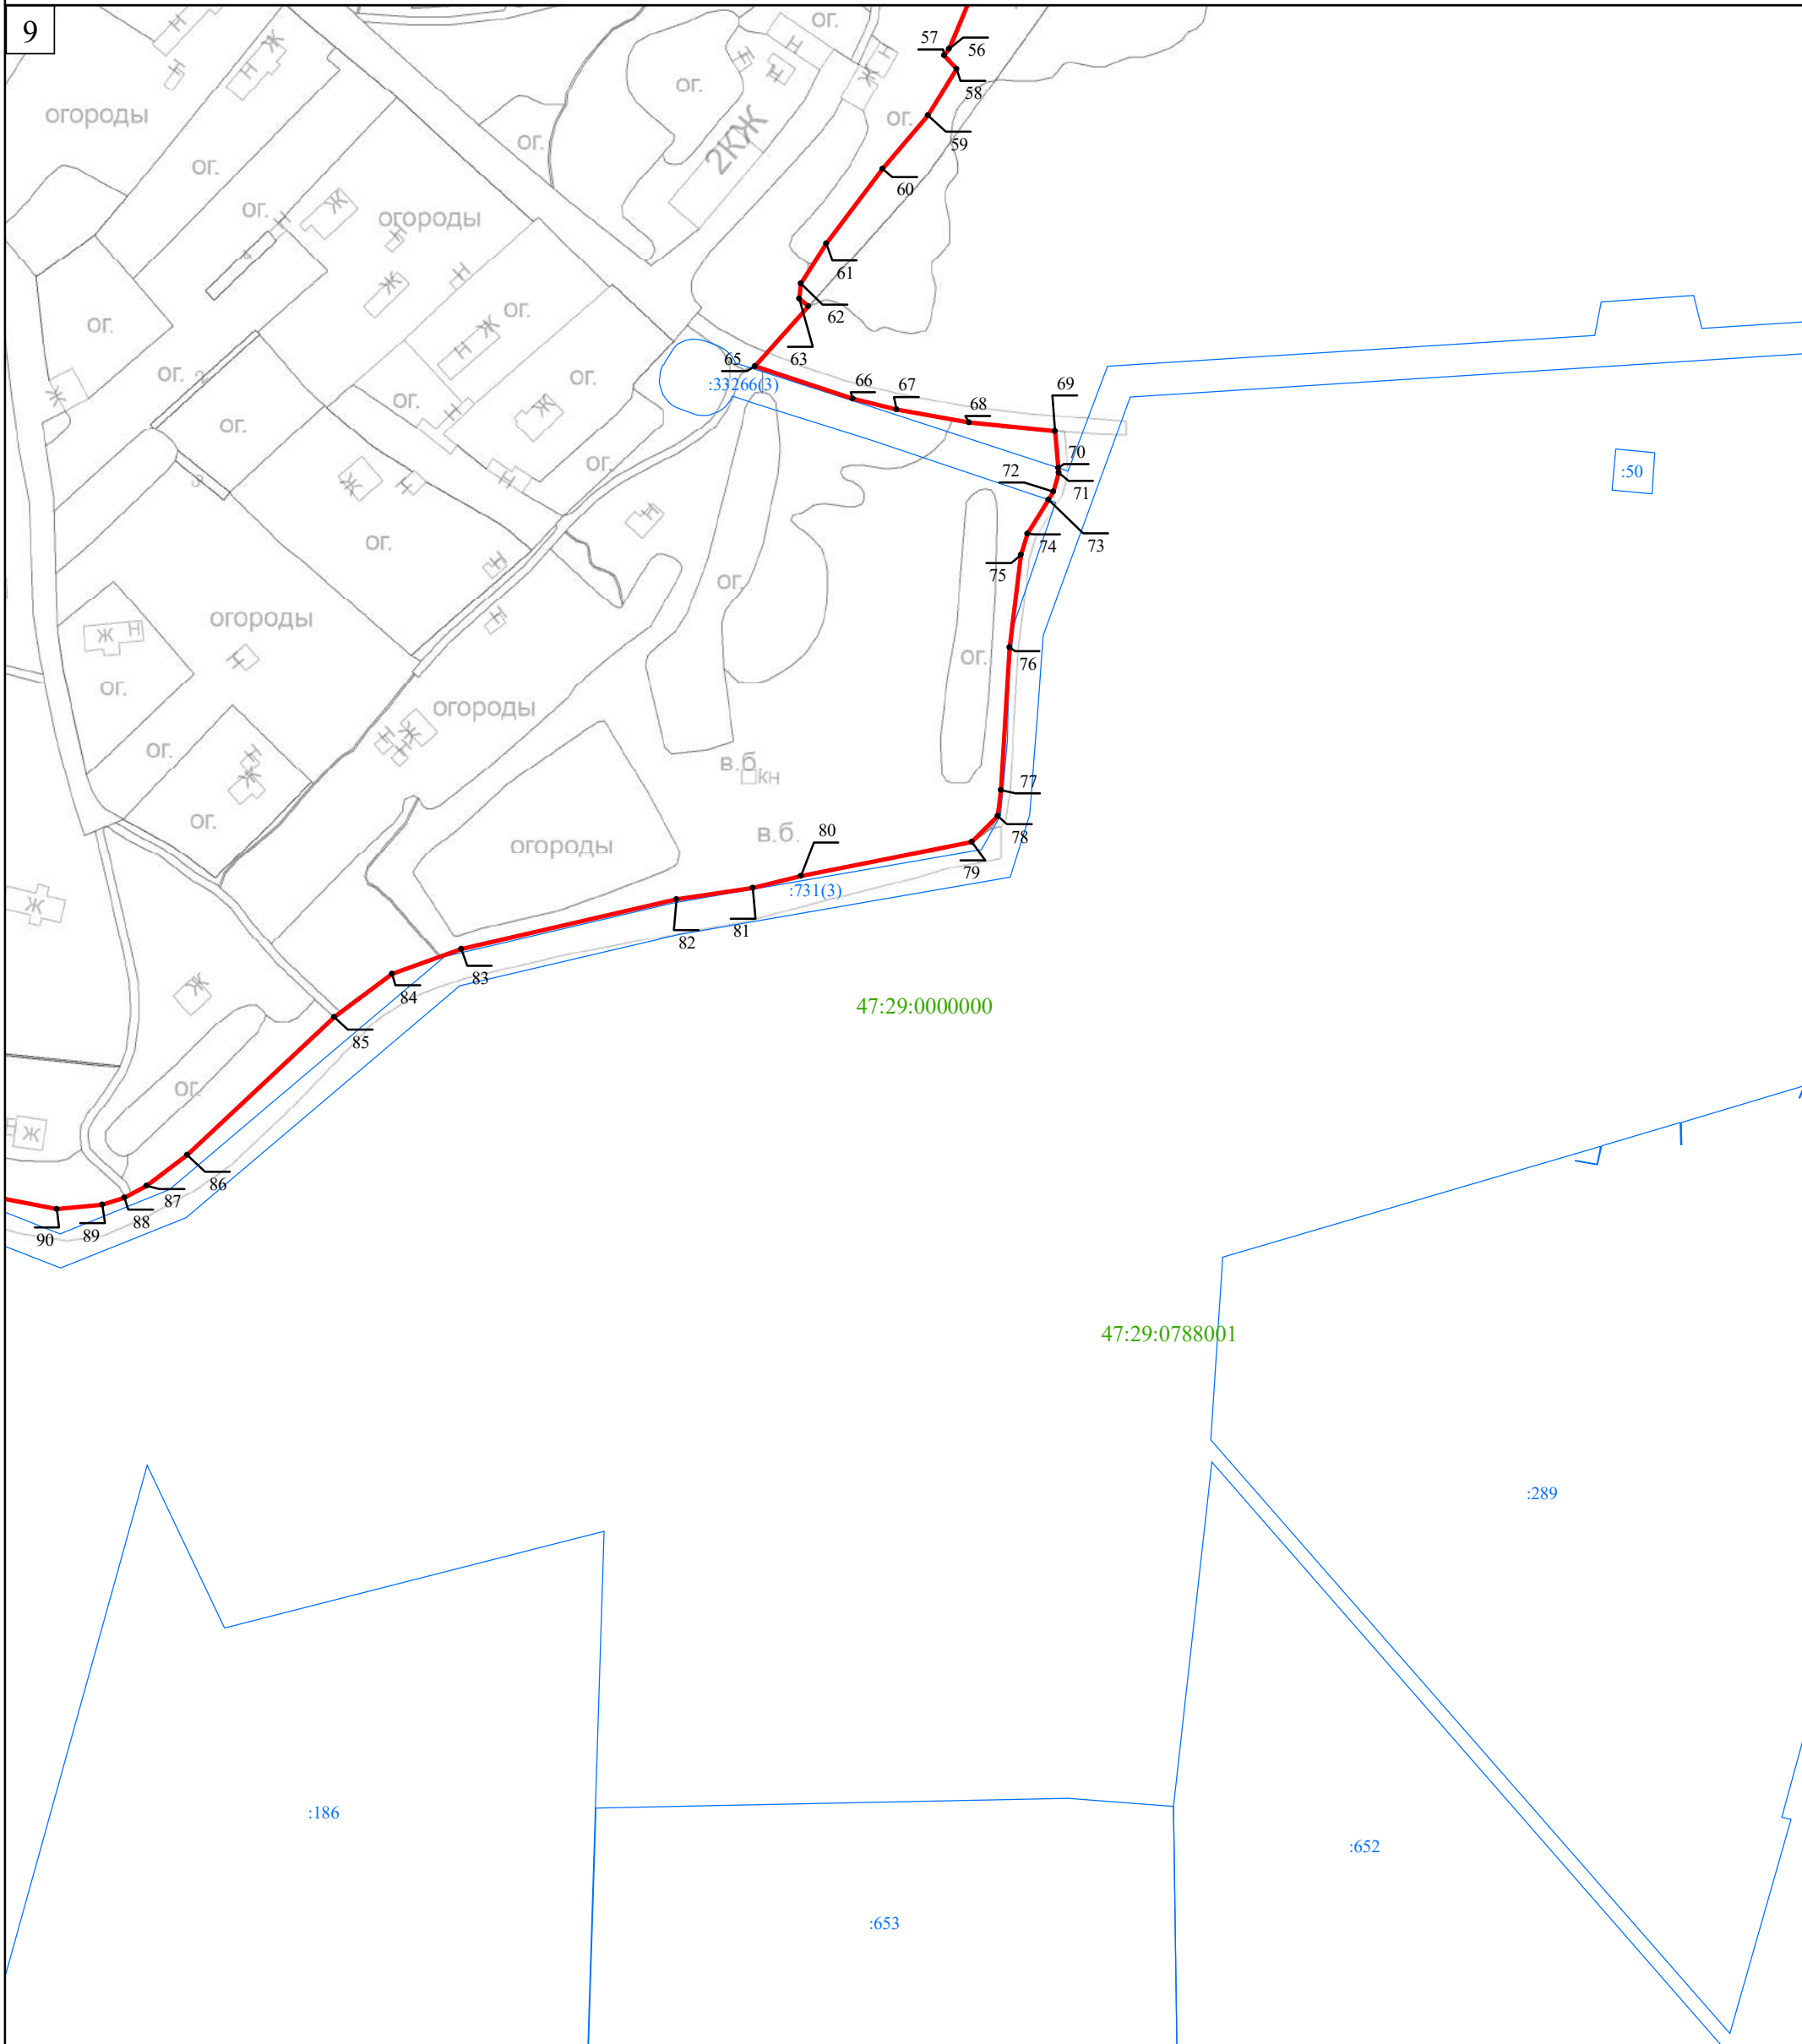 9
57
56
58
59
60
61
62
63
65
:33266(3)
66
67
68
69
70
71
72
73
74
75
76
77
78
79
80
:731(3)
81
82
83
84
85
86
87
88
89
90
47:29:0000000
47:29:0788001
:50
:289
:186
:652
:653
огороды
ог.
ог.
ог.
ог.
2КЖ
ог.
ог.
ог.
огороды
Н
Ж
Н
Ж
ог.
ог.
ог.
ог.
ог.
ог.
ог.
ог.
огороды
Ж Н
ог.
ог.
огороды
ог.
ог.
ог.
в.б.
кн
в.б.
огороды
Ж
Ж
ог.
Ж